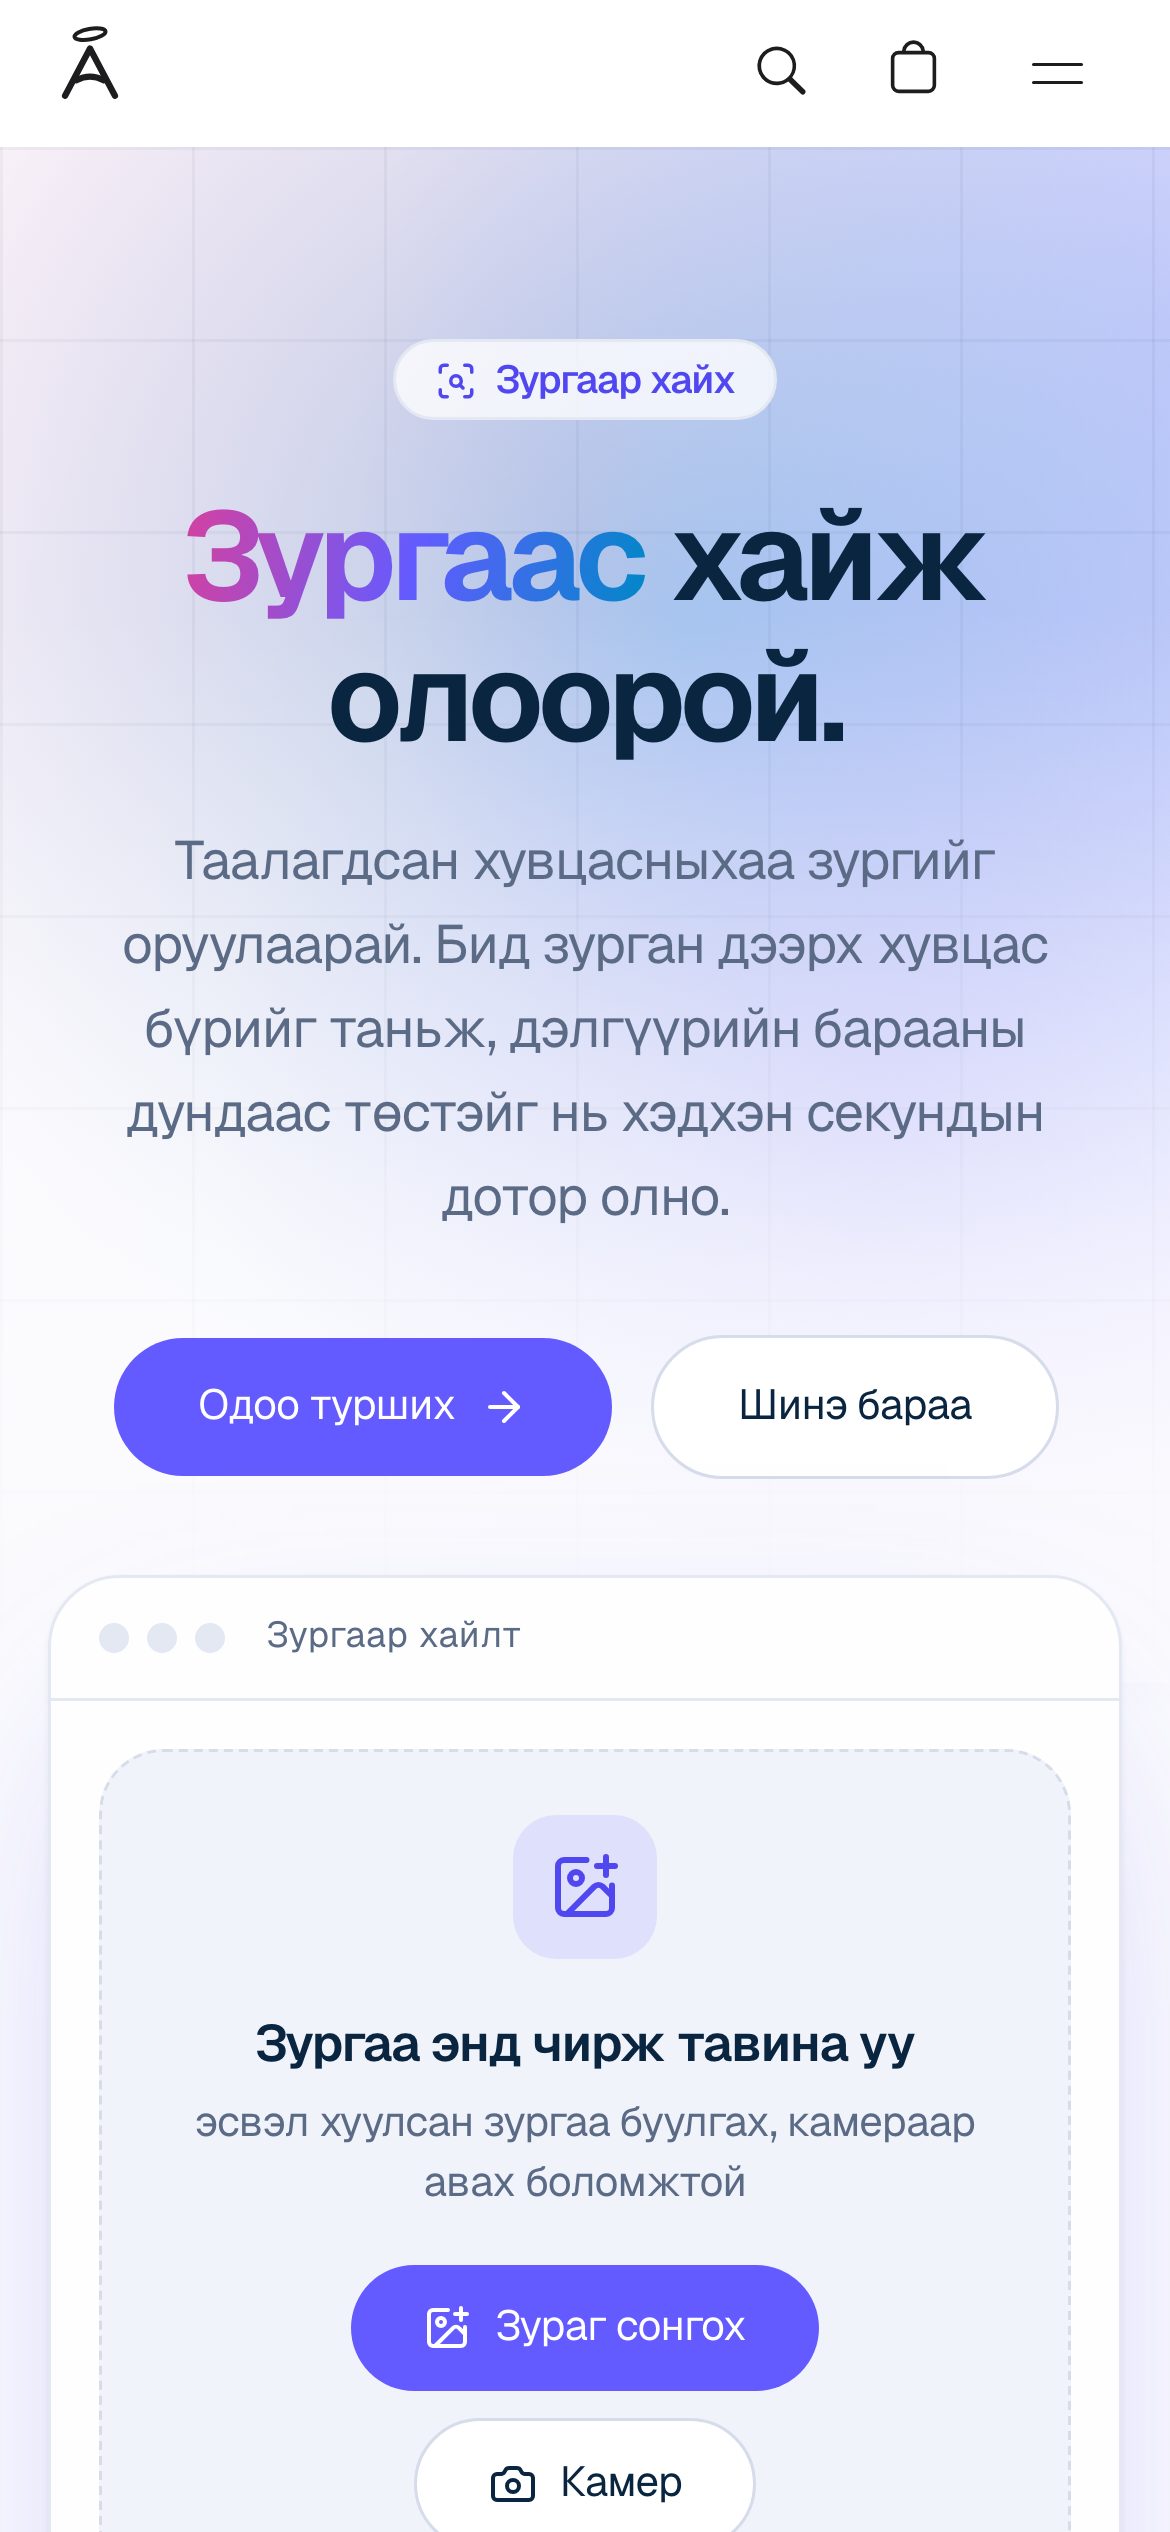 Зургаар хайх
Зургаас хайж
олоорой.
Таалагдсан хувцасныхаа зургийг
оруулаарай. Бид зурган дээрх хувцас
бүрийг таньж, дэлгүүрийн барааны
дундаас төстэйг нь хэдхэн секундын
дотор олно.
Одоо турших
Шинэ бараа
Зургаар хайлт
Зургаа энд чирж тавина уу
эсвэл хуулсан зургаа буулгах, камераар
авах боломжтой
Зураг сонгох
Камер